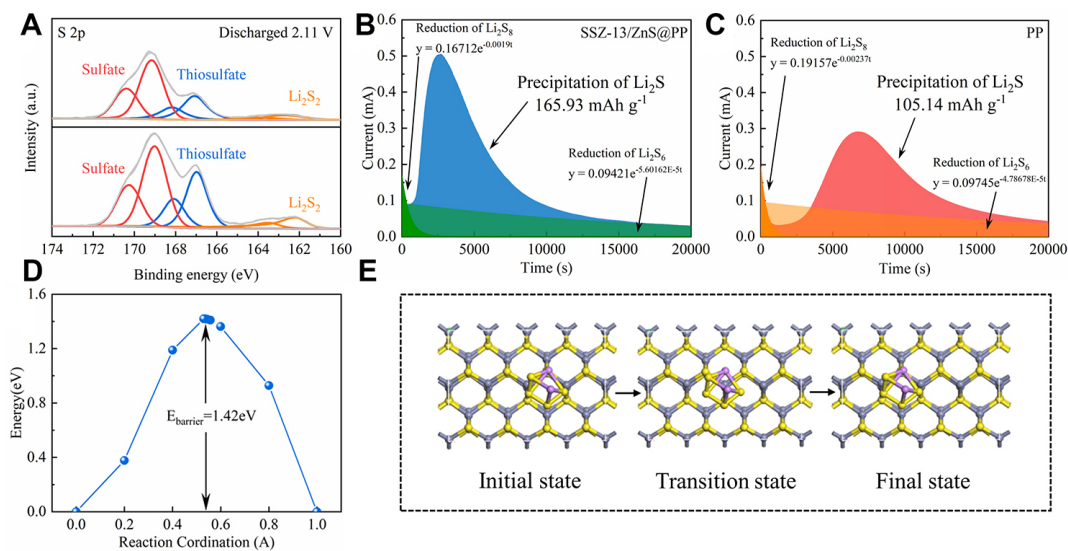 A
S 2p
Discharged 2.11 V
Sulfate
Thiosulfate
Li₂S₂
Sulfate
Thiosulfate
Li₂S₂
Intensity (a.u.)
174 172 170 168 166 164 162 160
Binding energy (eV)
B
SSZ-13/ZnS@PP
Reduction of Li₂S₈
y = 0.16712e^-0.0019t
Precipitation of Li₂S
165.93 mAh g⁻¹
Reduction of Li₂S₆
y = 0.09421e^-5.60162E-5t
Current (mA)
0.6
0.5
0.4
0.3
0.2
0.1
0.0
0 5000 10000 15000 20000
Time (s)
C
PP
Reduction of Li₂S₈
y = 0.19157e^-0.00237t
Precipitation of Li₂S
105.14 mAh g⁻¹
Reduction of Li₂S₆
y = 0.09745e^-4.78678E-5t
Current (mA)
0.6
0.5
0.4
0.3
0.2
0.1
0.0
0 5000 10000 15000 20000
Time (s)
D
1.6
1.2
0.8
0.4
0.0
Energy(eV)
E_barrier=1.42eV
0.0 0.2 0.4 0.6 0.8 1.0
Reaction Cordination (A)
E
Initial state
Transition state
Final state